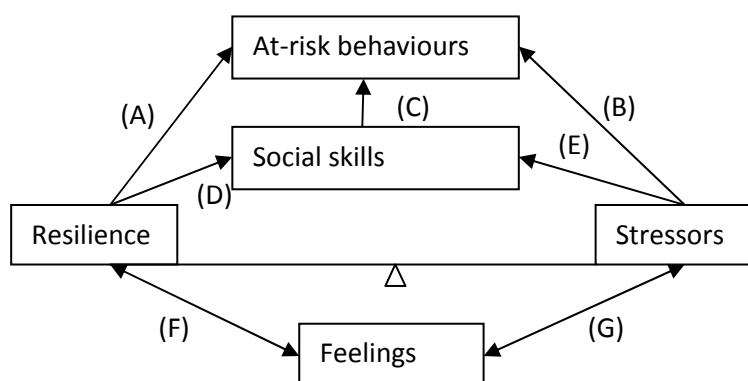 At-risk behaviours
(A)
(C)
(B)
Social skills
(E)
(D)
Resilience
Stressors
(F)
(G)
Feelings